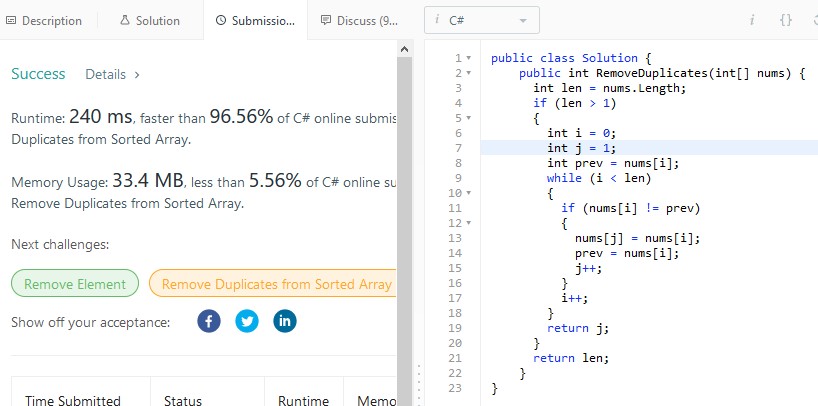 Description Solution Submissio... Discuss (9...
Success Details >
Runtime: 240 ms, faster than 96.56% of C# online submis
Duplicates from Sorted Array.
Memory Usage: 33.4 MB, less than 5.56% of C# online su
Remove Duplicates from Sorted Array.
Next challenges:
Remove Element Remove Duplicates from Sorted Array
Show off your acceptance: f in
Time Submitted Status Runtime Memo
i C# i {}
1 public class Solution {
2 public int RemoveDuplicates(int[] nums) {
3 int len = nums.Length;
4 if (len > 1)
5 {
6 int i = 0;
7 int j = 1;
8 int prev = nums[i];
9 while (i < len)
10 {
11 if (nums[i] != prev)
12 {
13 nums[j] = nums[i];
14 prev = nums[i];
15 j++;
16 }
17 i++;
18 }
19 return j;
20 }
21 return len;
22 }
23 }